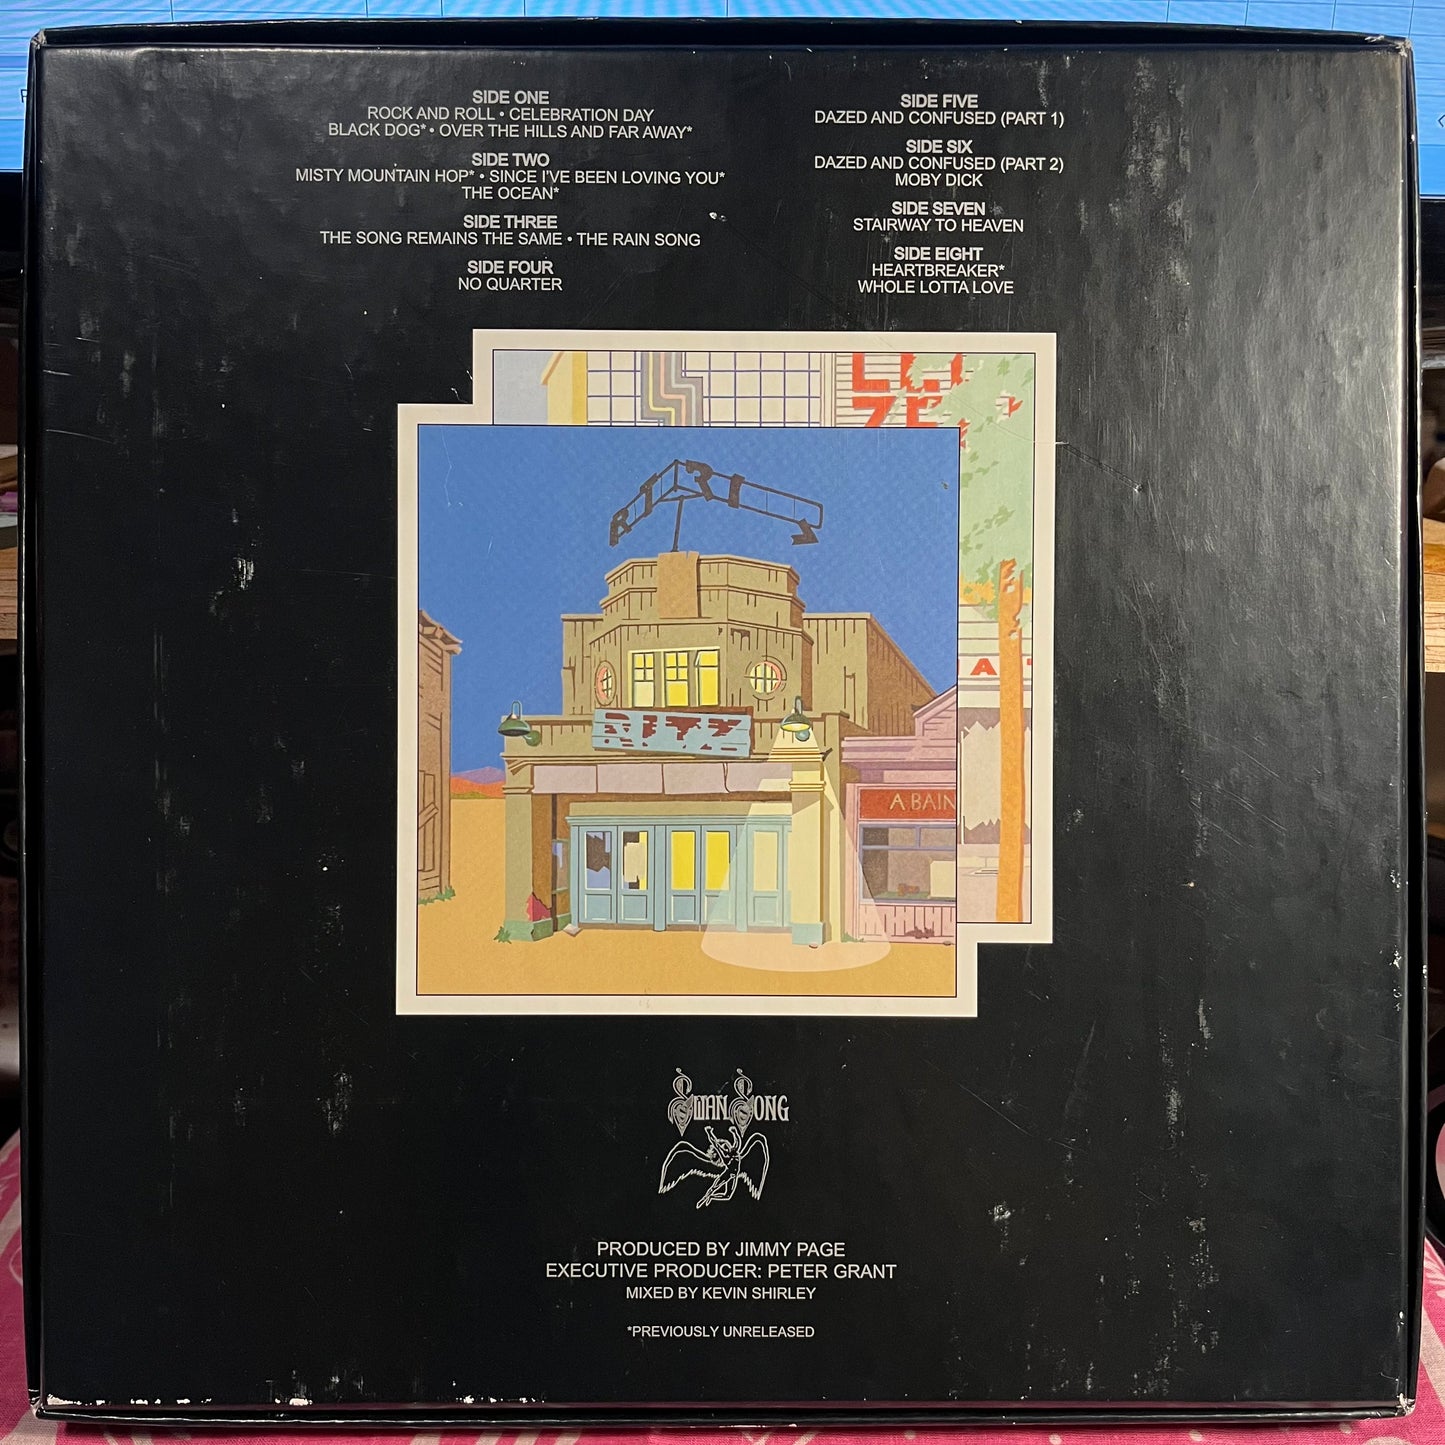 SIDE ONE
ROCK AND ROLL • CELEBRATION DAY
BLACK DOG* • OVER THE HILLS AND FAR AWAY*
SIDE TWO
MISTY MOUNTAIN HOP* • SINCE I'VE BEEN LOVING YOU*
THE OCEAN*
SIDE THREE
THE SONG REMAINS THE SAME • THE RAIN SONG
SIDE FOUR
NO QUARTER
SIDE FIVE
DAZED AND CONFUSED (PART 1)
SIDE SIX
DAZED AND CONFUSED (PART 2)
MOBY DICK
SIDE SEVEN
STAIRWAY TO HEAVEN
SIDE EIGHT
HEARTBREAKER*
WHOLE LOTTA LOVE
RITZ
A BAIN
SWAN SONG
PRODUCED BY JIMMY PAGE
EXECUTIVE PRODUCER: PETER GRANT
MIXED BY KEVIN SHIRLEY
*PREVIOUSLY UNRELEASED